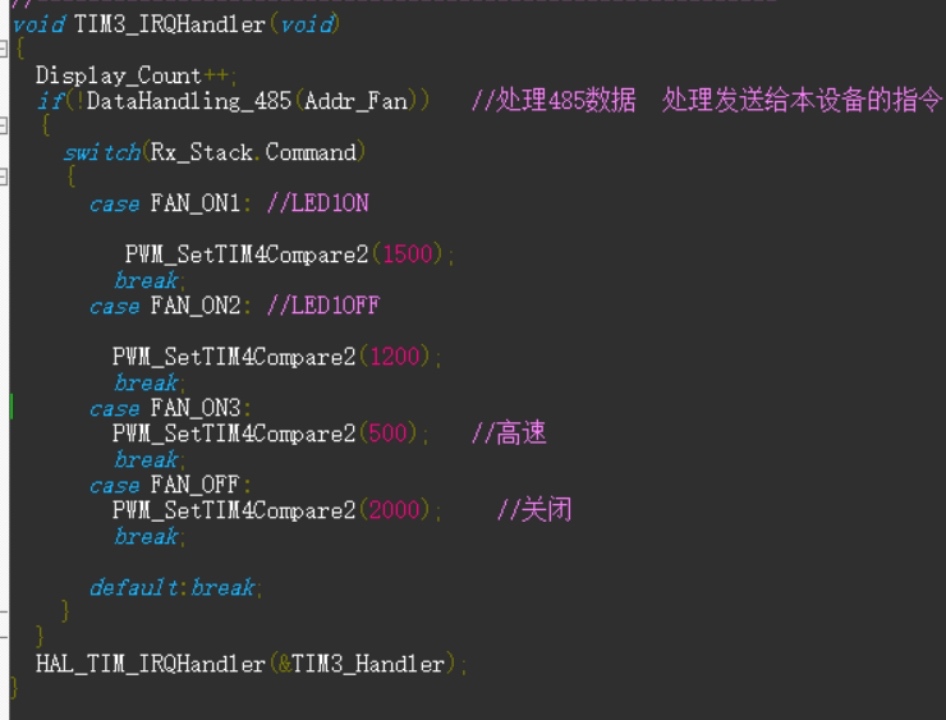 //----------------------------------------------------------
void TIM3_IRQHandler(void)
{
Display_Count++;
if(!DataHandling_485(Addr_Fan)) //处理485数据 处理发送给本设备的指令
{
switch(Rx_Stack.Command)
{
case FAN_ON1: //LED1ON
PWM_SetTIM4Compare2(1500);
break;
case FAN_ON2: //LED1OFF
PWM_SetTIM4Compare2(1200);
break;
case FAN_ON3:
PWM_SetTIM4Compare2(500); //高速
break;
case FAN_OFF:
PWM_SetTIM4Compare2(2000); //关闭
break;
default:break;
}
}
HAL_TIM_IRQHandler(&TIM3_Handler);
}